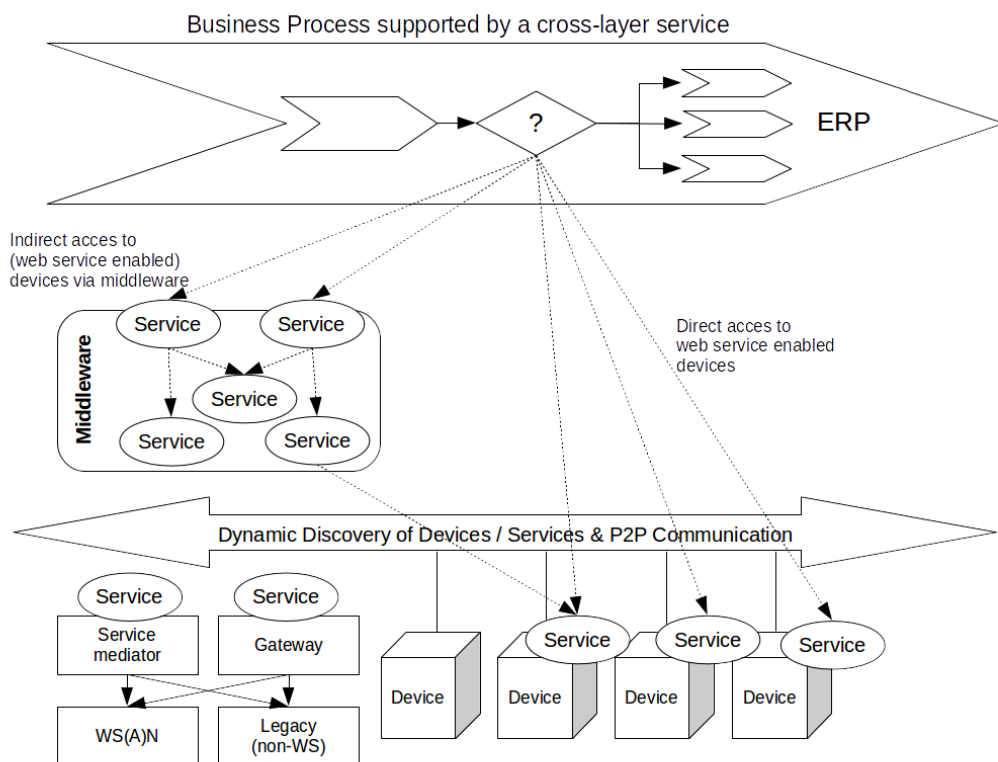 Business Process supported by a cross-layer service
?
ERP
Indirect acces to
(web service enabled)
devices via middleware
Direct acces to
web service enabled
devices
Middleware
Service
Service
Service
Service
Service
Dynamic Discovery of Devices / Services & P2P Communication
Service
Service
Service
mediator
Gateway
WS(A)N
Legacy
(non-WS)
Service
Service
Service
Device
Device
Device
Device